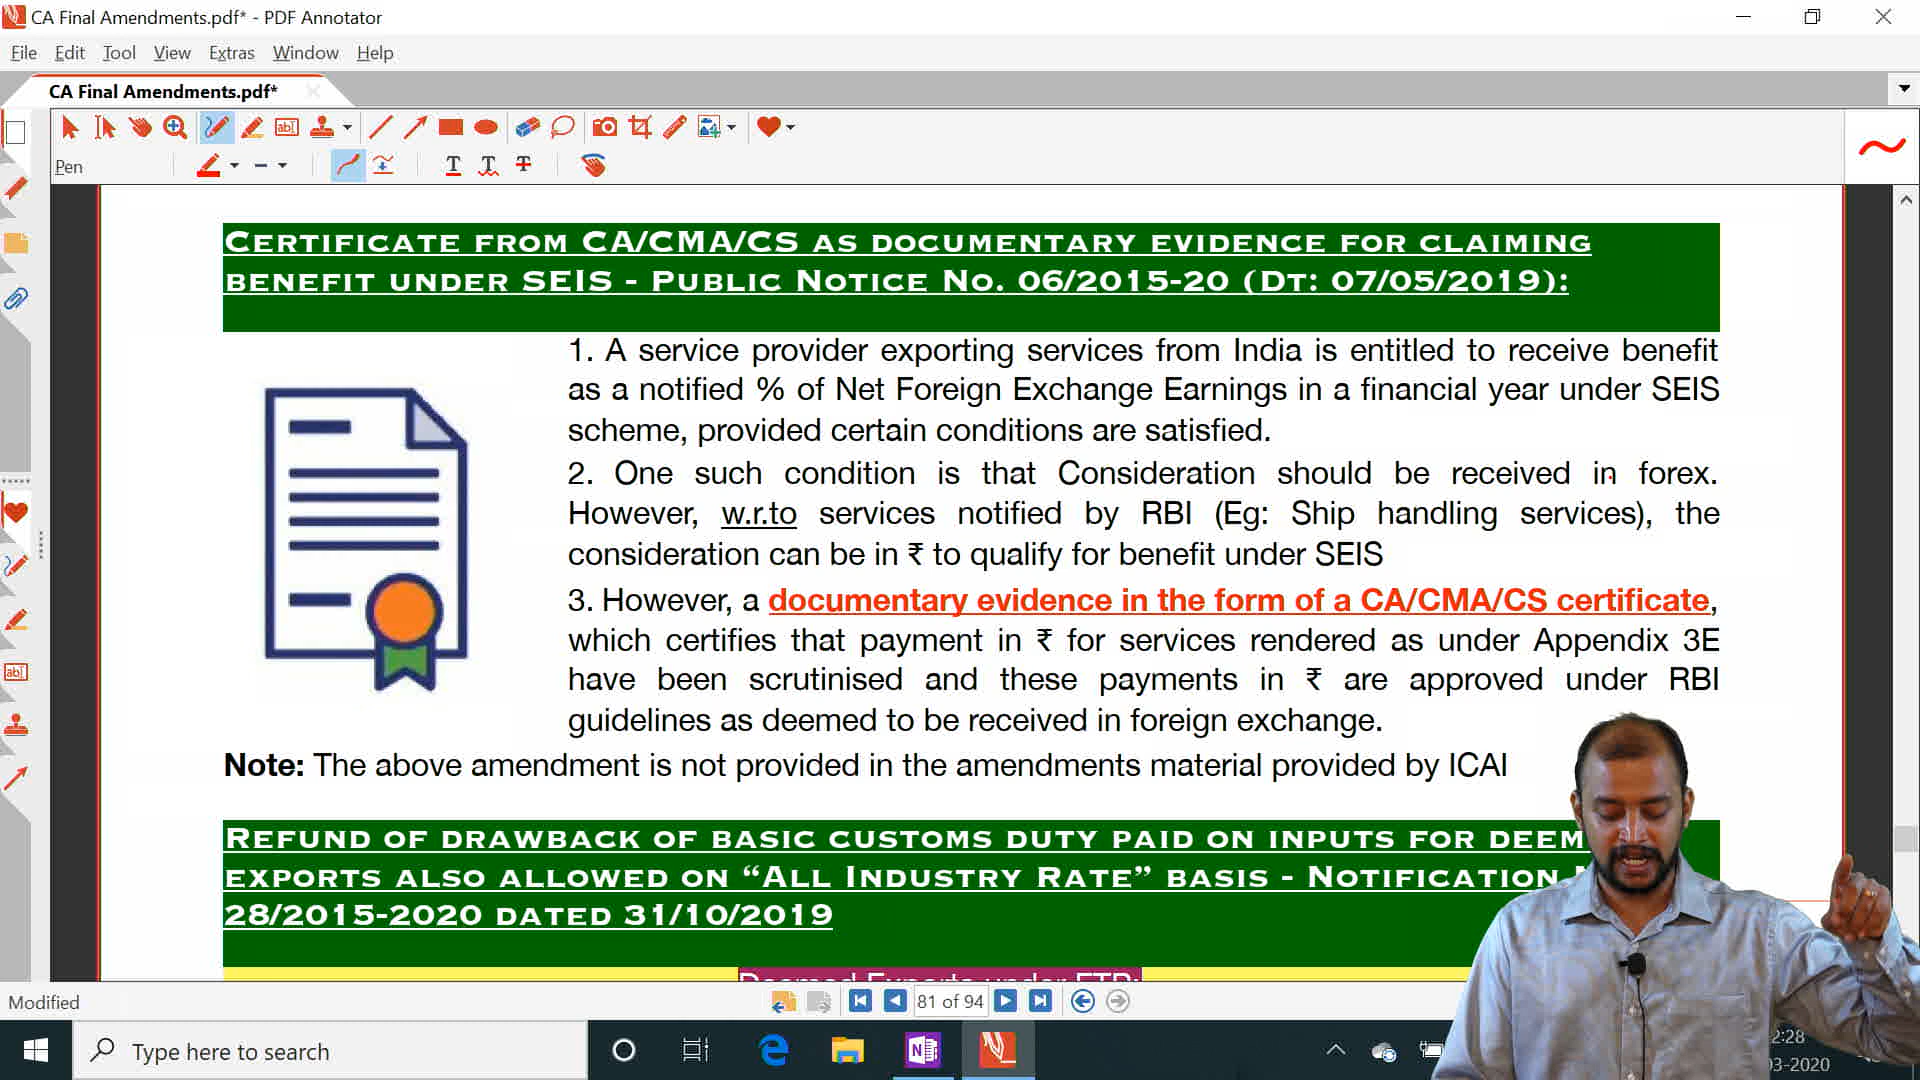 CA Final Amendments.pdf* - PDF Annotator
File Edit Tool View Extras Window Help
CA Final Amendments.pdf*
Pen
CERTIFICATE FROM CA/CMA/CS AS DOCUMENTARY EVIDENCE FOR CLAIMING
BENEFIT UNDER SEIS - PUBLIC NOTICE NO. 06/2015-20 (DT: 07/05/2019):
1. A service provider exporting services from India is entitled to receive benefit
as a notified % of Net Foreign Exchange Earnings in a financial year under SEIS
scheme, provided certain conditions are satisfied.
2. One such condition is that Consideration should be received in forex.
However, w.r.to services notified by RBI (Eg: Ship handling services), the
consideration can be in ₹ to qualify for benefit under SEIS
3. However, a documentary evidence in the form of a CA/CMA/CS certificate,
which certifies that payment in ₹ for services rendered as under Appendix 3E
have been scrutinised and these payments in ₹ are approved under RBI
guidelines as deemed to be received in foreign exchange.
Note: The above amendment is not provided in the amendments material provided by ICAI
REFUND OF DRAWBACK OF BASIC CUSTOMS DUTY PAID ON INPUTS FOR DEEM
EXPORTS ALSO ALLOWED ON “ALL INDUSTRY RATE” BASIS - NOTIFICATION
28/2015-2020 DATED 31/10/2019
Deemed Exports under FTP:
Modified
81 of 94
Type here to search
2:28
03-2020